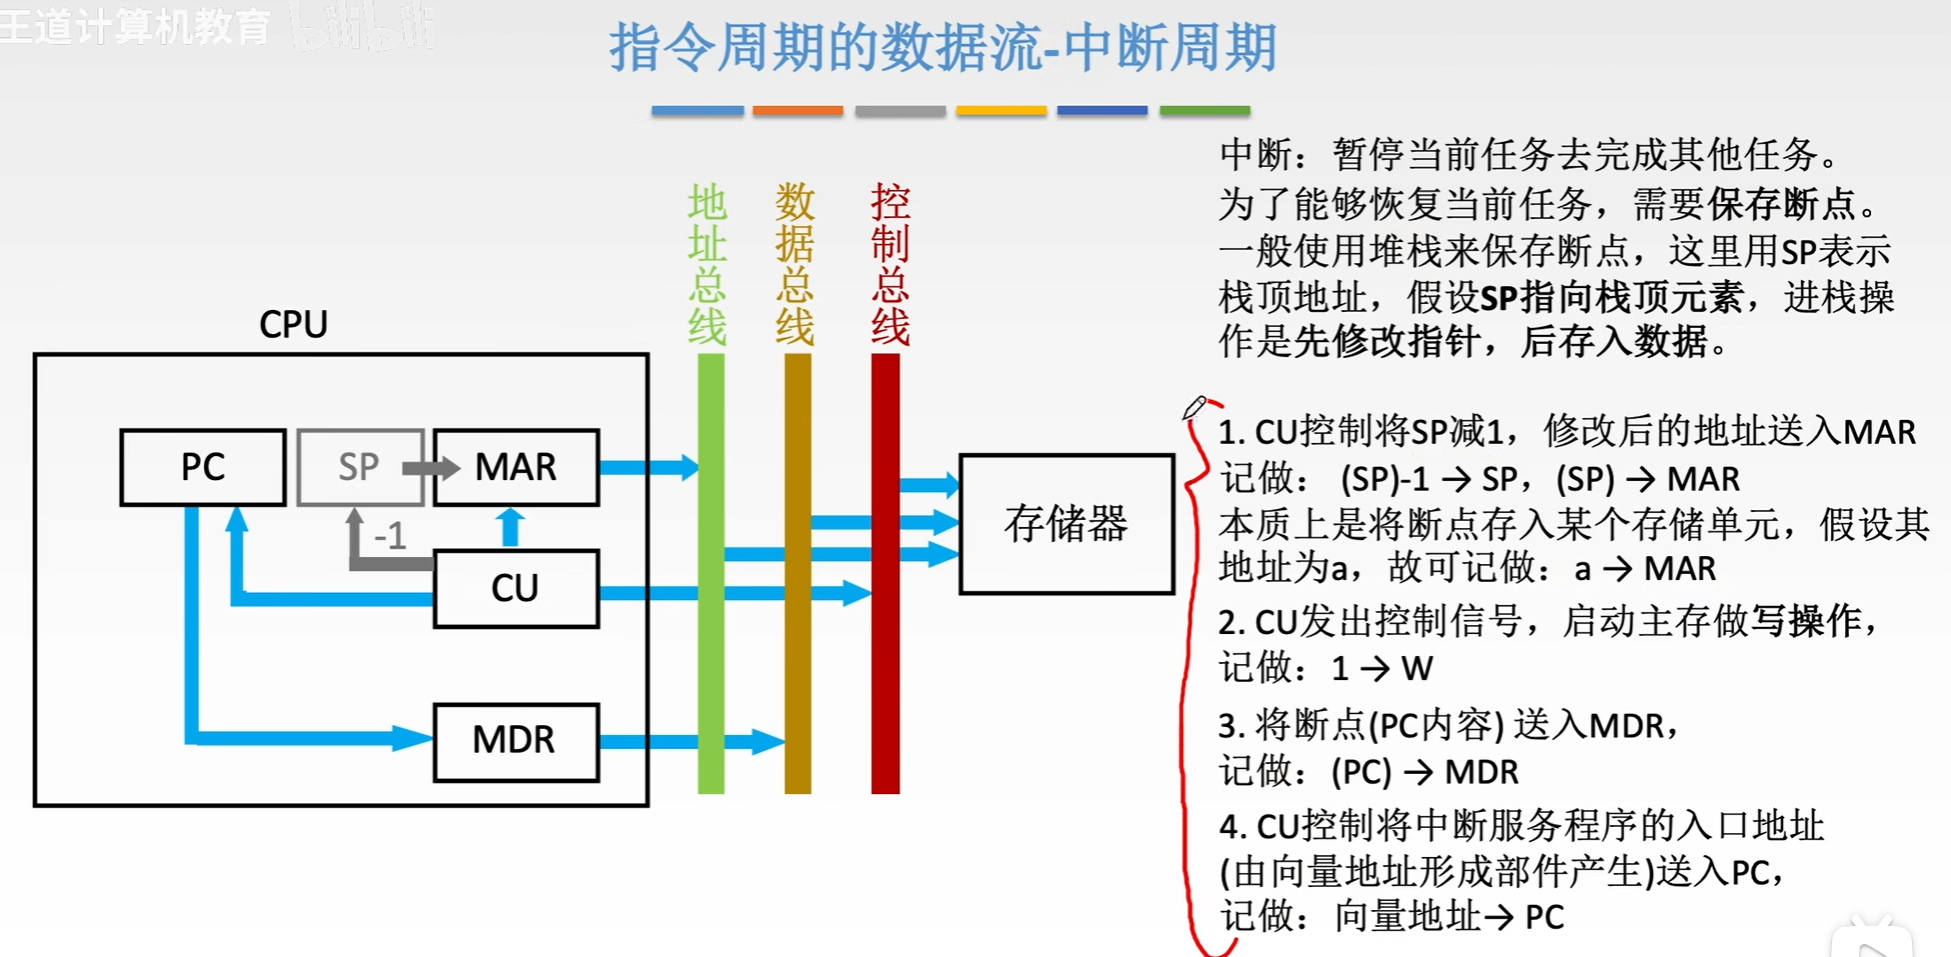 王道计算机教育 bilibili
指令周期的数据流-中断周期
中断：暂停当前任务去完成其他任务。
为了能够恢复当前任务，需要保存断点。
一般使用堆栈来保存断点，这里用SP表示
栈顶地址，假设SP指向栈顶元素，进栈操
作是先修改指针，后存入数据。
地址总线
数据总线
控制总线
CPU
PC
SP
MAR
-1
CU
MDR
存储器
1. CU控制将SP减1，修改后的地址送入MAR
记做： (SP)-1 → SP，(SP) → MAR
本质上是将断点存入某个存储单元，假设其
地址为a，故可记做：a → MAR
2. CU发出控制信号，启动主存做写操作，
记做：1 → W
3. 将断点(PC内容) 送入MDR，
记做：(PC) → MDR
4. CU控制将中断服务程序的入口地址
(由向量地址形成部件产生)送入PC，
记做：向量地址→ PC